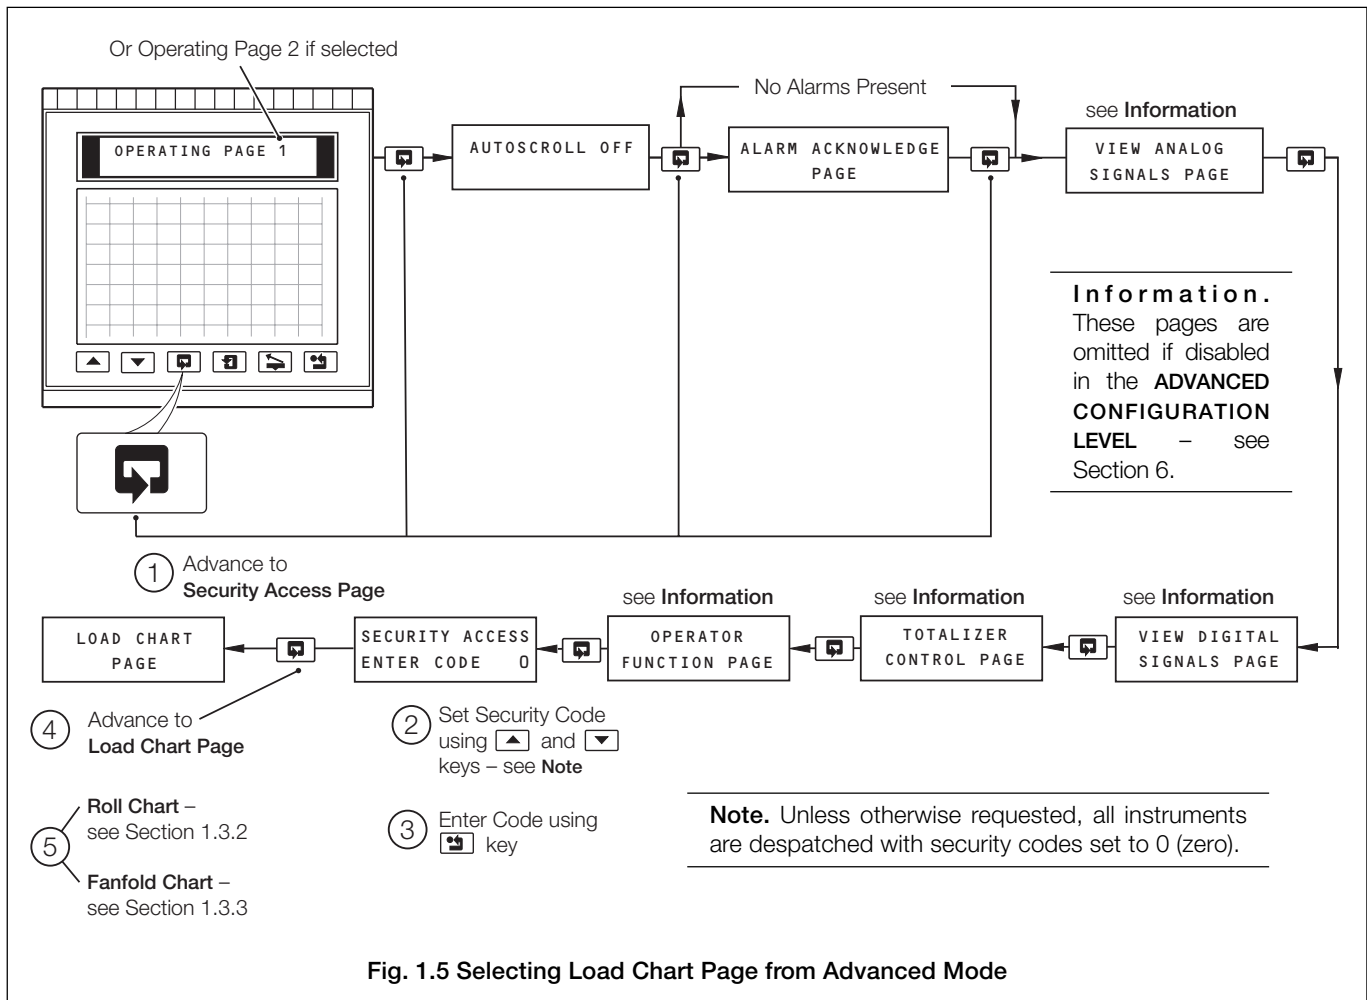 Or Operating Page 2 if selected
OPERATING PAGE 1
AUTOSCROLL OFF
No Alarms Present
ALARM ACKNOWLEDGE
PAGE
see Information
VIEW ANALOG
SIGNALS PAGE
Information.
These pages are
omitted if disabled
in the ADVANCED
CONFIGURATION
LEVEL – see
Section 6.
1 Advance to
Security Access Page
see Information
VIEW DIGITAL
SIGNALS PAGE
see Information
TOTALIZER
CONTROL PAGE
see Information
OPERATOR
FUNCTION PAGE
SECURITY ACCESS
ENTER CODE 0
LOAD CHART
PAGE
2 Set Security Code
using and
keys – see Note
3 Enter Code using
key
4 Advance to
Load Chart Page
5
Roll Chart –
see Section 1.3.2
Fanfold Chart –
see Section 1.3.3
Note. Unless otherwise requested, all instruments
are despatched with security codes set to 0 (zero).
Fig. 1.5 Selecting Load Chart Page from Advanced Mode